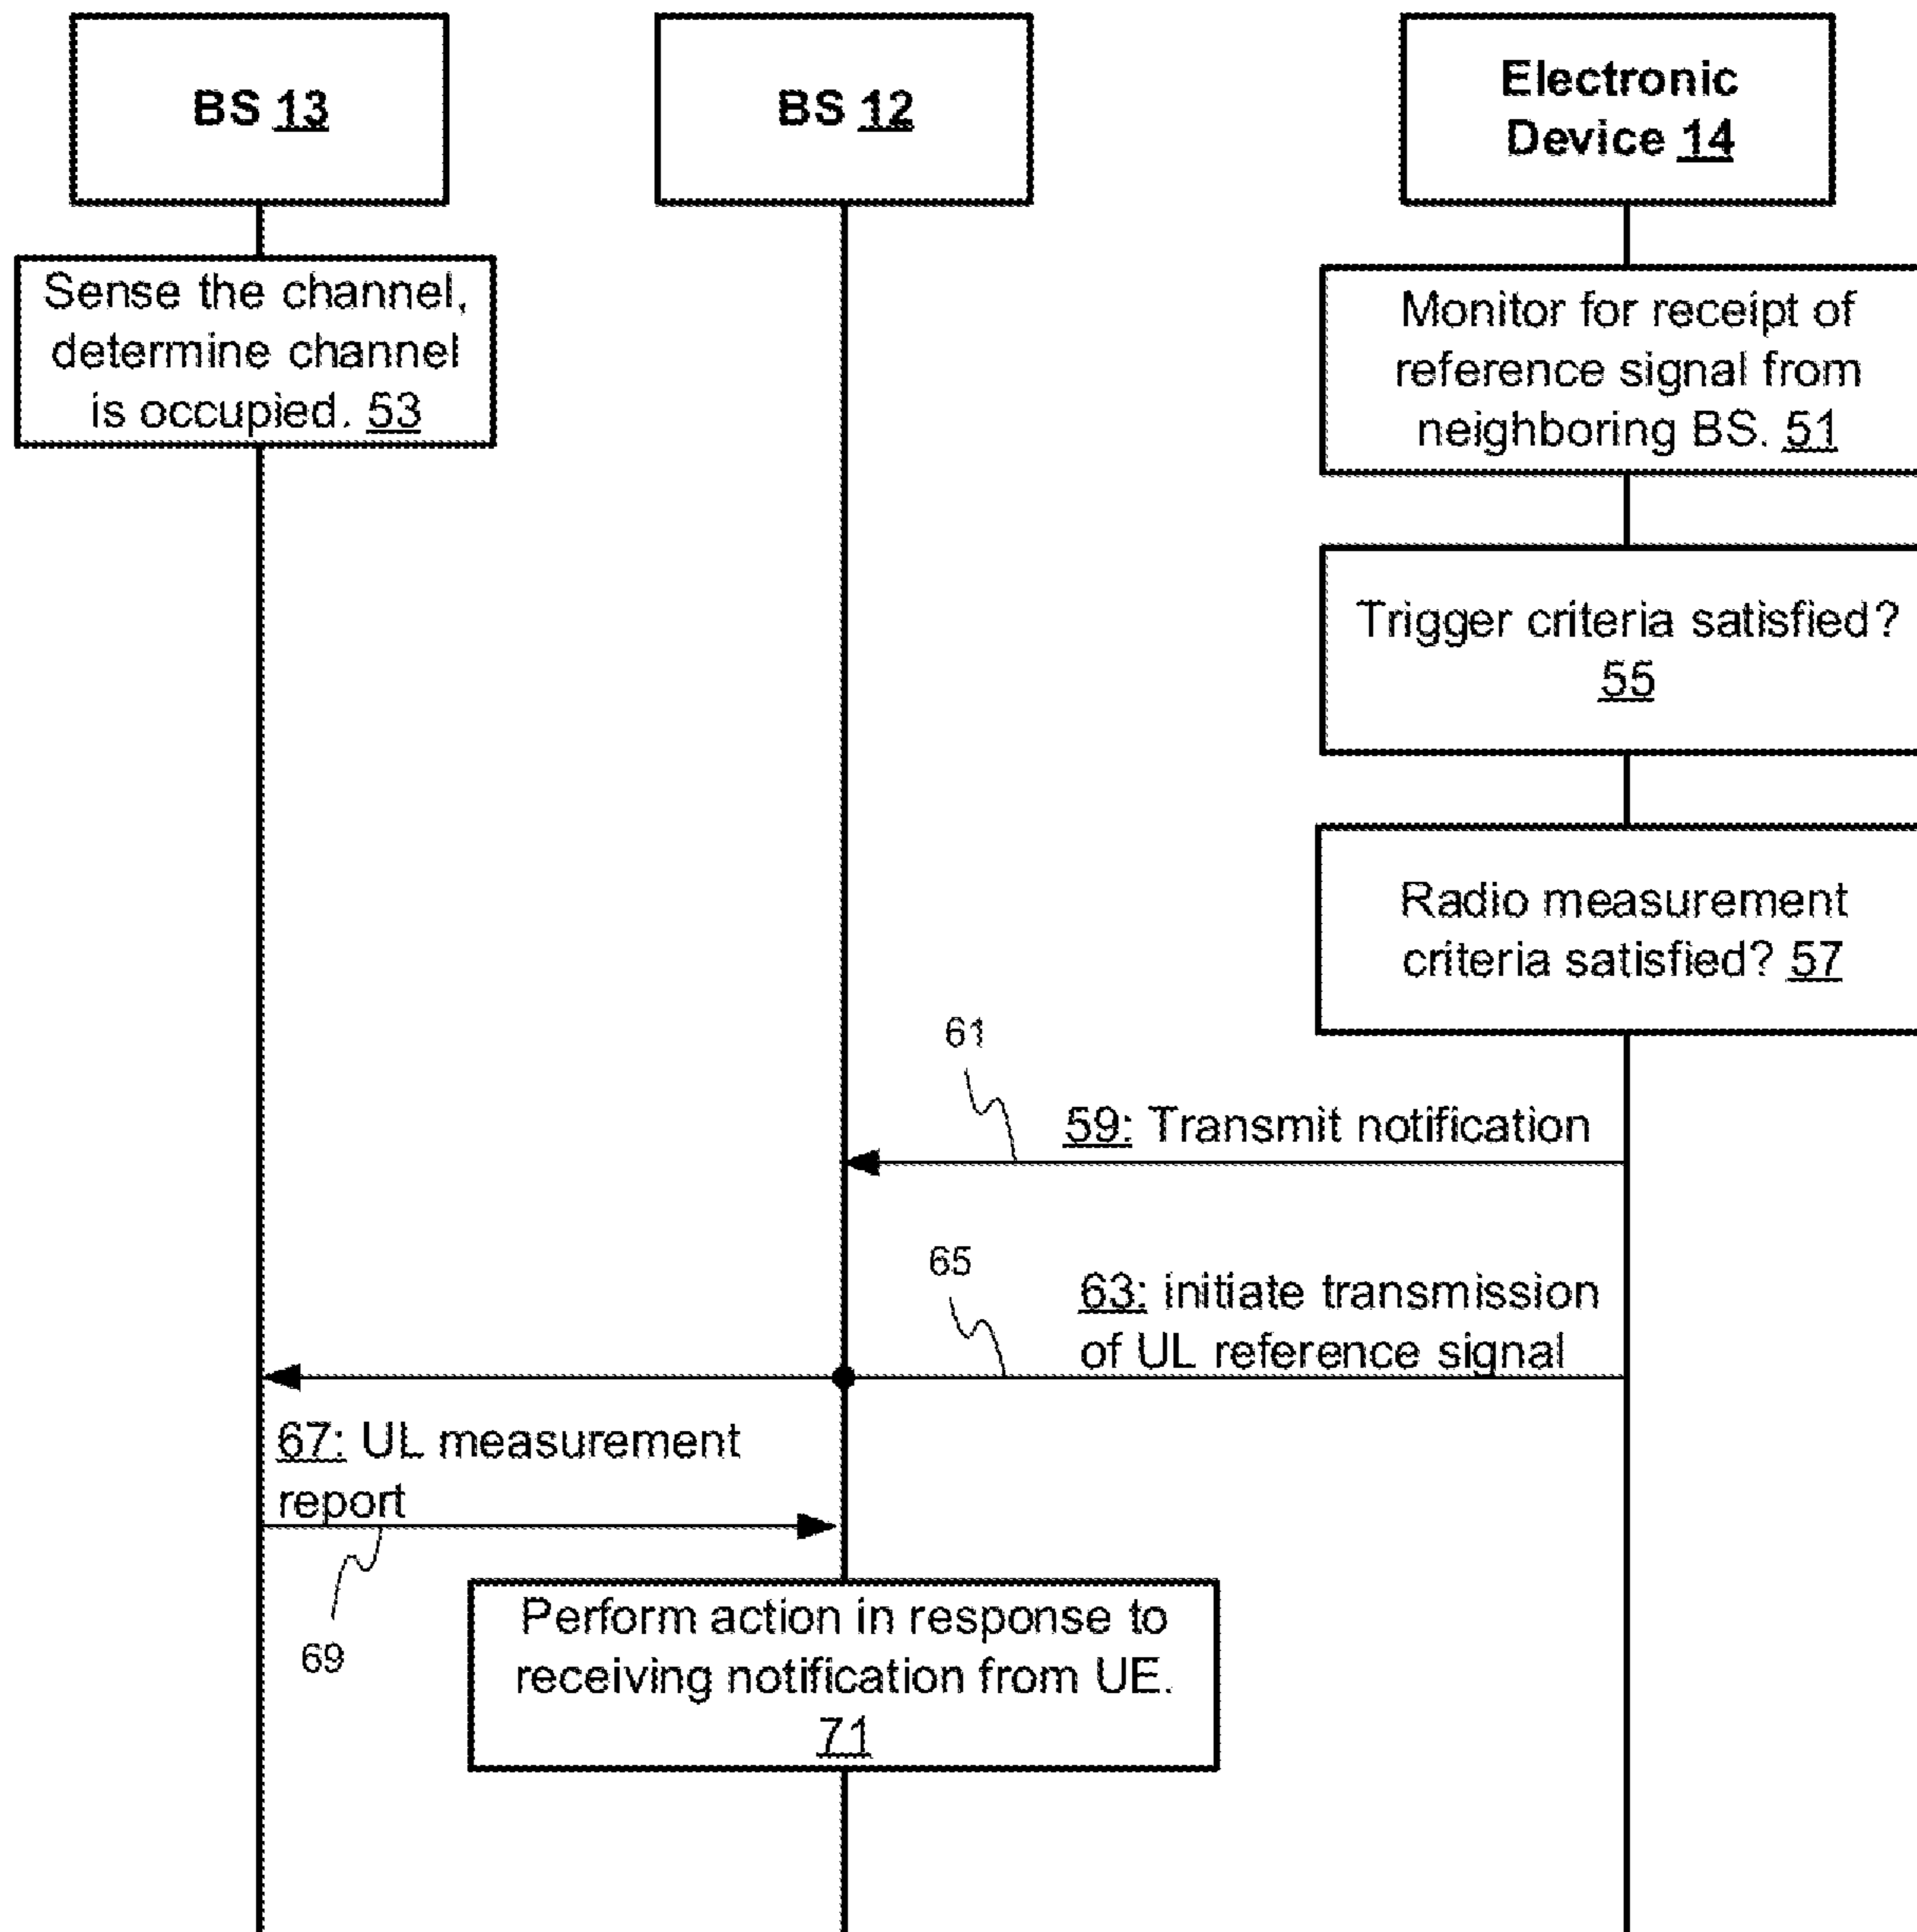 BS 13
BS 12
Electronic
Device 14
Sense the channel,
determine channel
is occupied. 53
Monitor for receipt of
reference signal from
neighboring BS. 51
Trigger criteria satisfied?
55
Radio measurement
criteria satisfied? 57
61
59: Transmit notification
65
63: initiate transmission
of UL reference signal
67: UL measurement
report
69
Perform action in response to
receiving notification from UE.
71